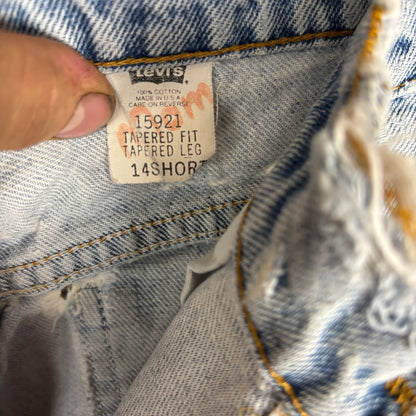 Levi's
100% COTTON
MADE IN U.S.A
CARE ON REVERSE
15921
TAPERED FIT
TAPERED LEG
14SHORT